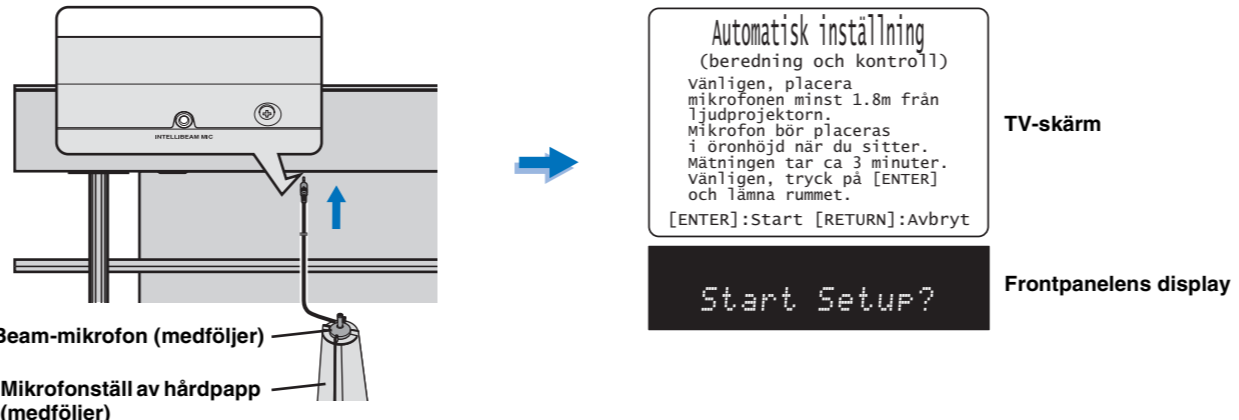 INTELLIBEAM MIC
Beam-mikrofon (medföljer)
Mikrofonställ av hårdpapp
(medföljer)
Automatisk inställning
(beredning och kontroll)
Vänligen, placera
mikrofonen minst 1.8m från
ljudprojektorn.
Mikrofon bör placeras
i öronhöjd när du sitter.
Mätningen tar ca 3 minuter.
Vänligen, tryck på [ENTER]
och lämna rummet.
[ENTER]:Start [RETURN]:Avbryt
TV-skärm
Start Setup?
Frontpanelens display